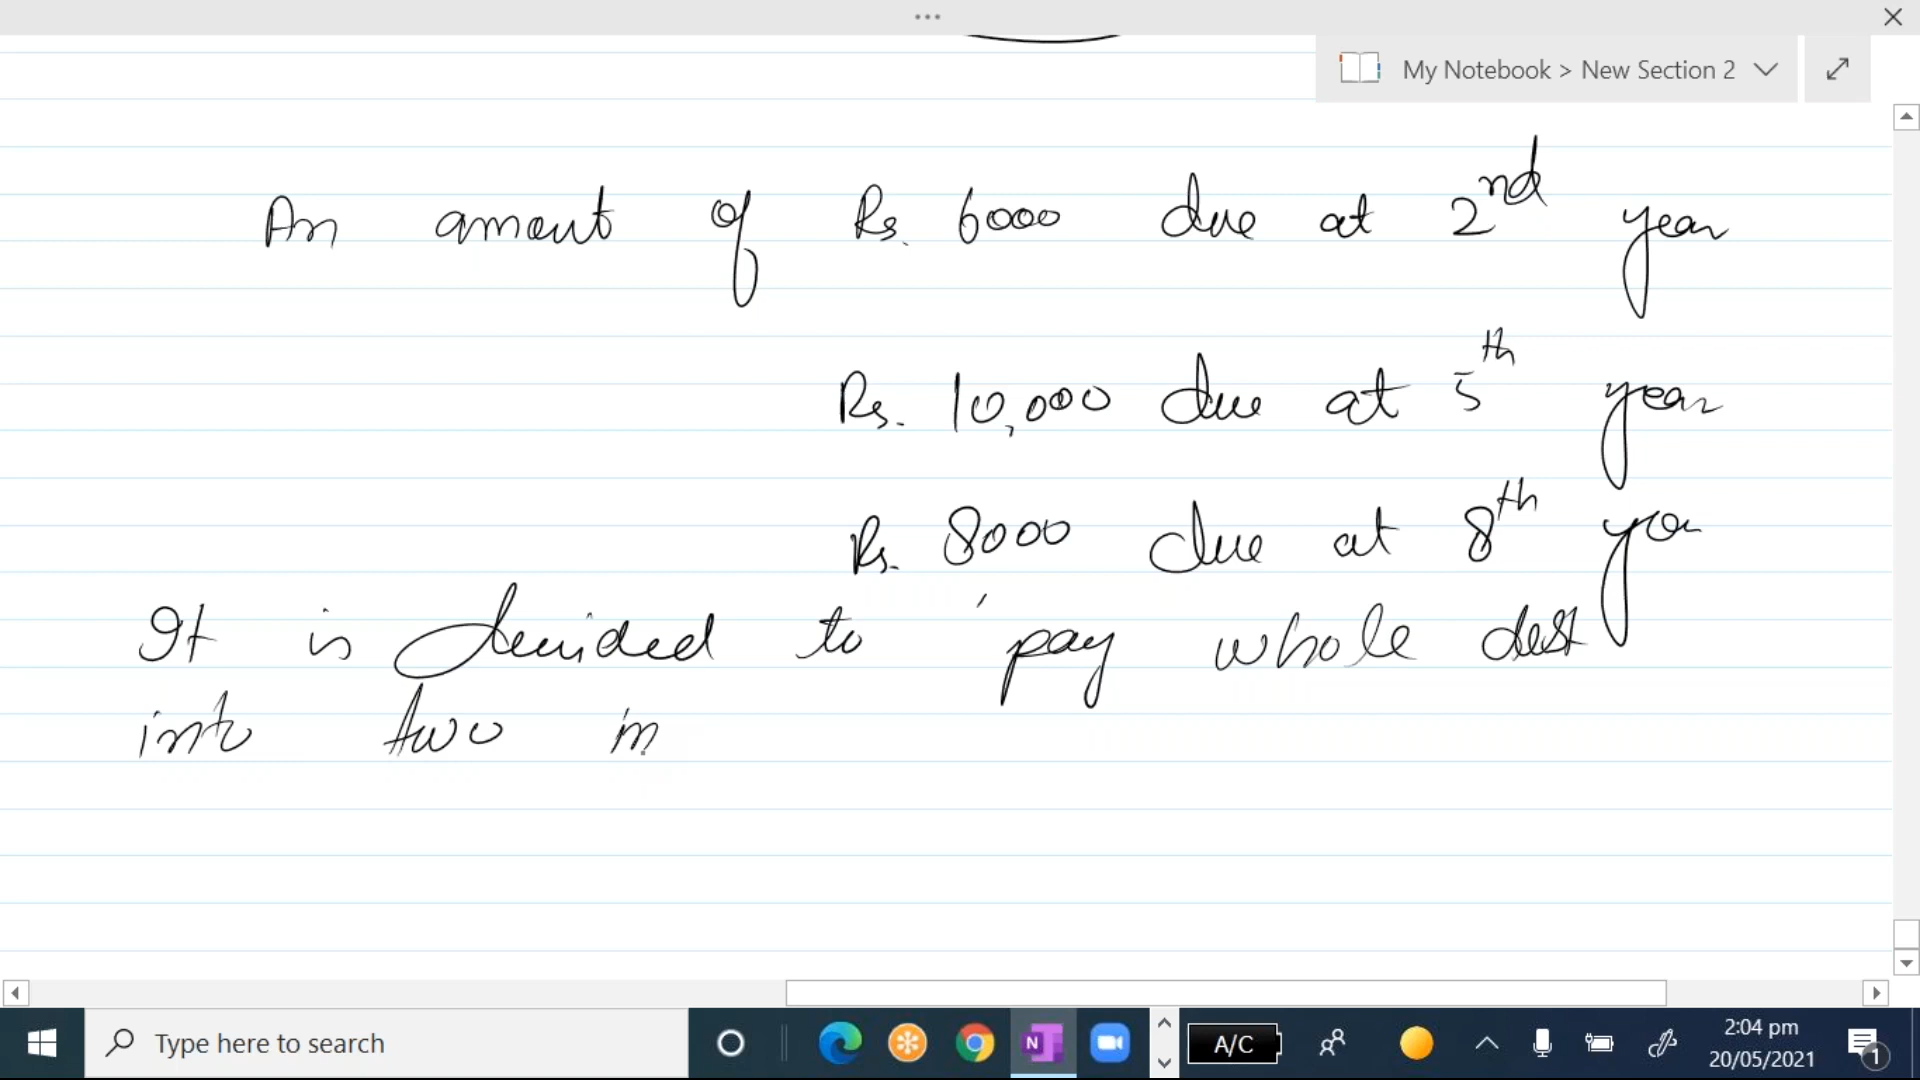 My Notebook > New Section 2
An amount of Rs. 6000 due at 2nd year
Rs. 10,000 due at 5th year
Rs. 8000 due at 8th year
It is decided to pay whole debt
into two in
Type here to search
N
A/C
2:04 pm
20/05/2021
1